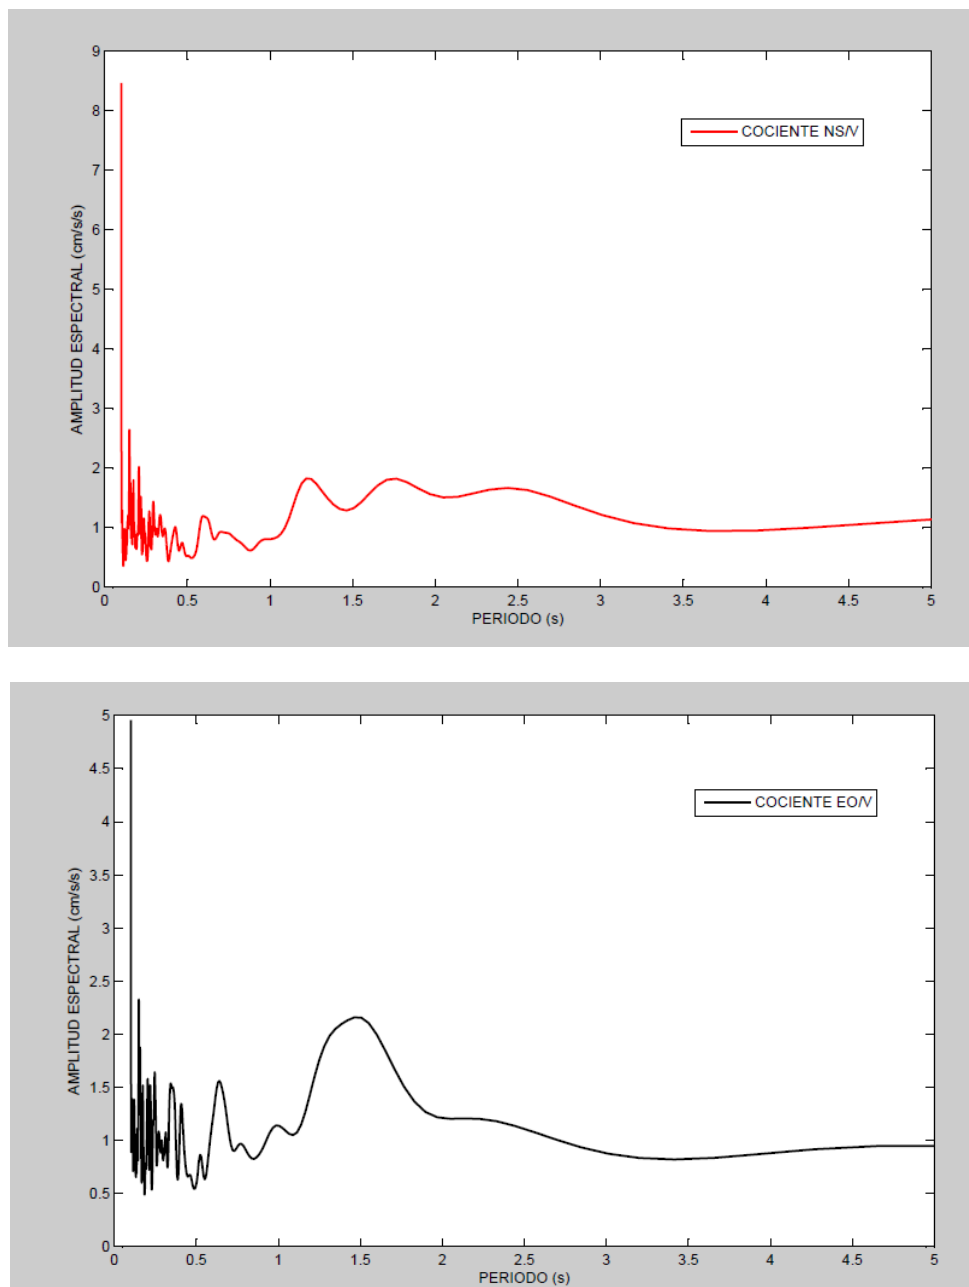 9
8
7
6
5
4
3
2
1
0
AMPLITUD ESPECTRAL (cm/s/s)
COCIENTE NS/V
0 0.5 1 1.5 2 2.5 3 3.5 4 4.5 5
PERIODO (s)
5
4.5
4
3.5
3
2.5
2
1.5
1
0.5
0
AMPLITUD ESPECTRAL (cm/s/s)
COCIENTE EO/V
0 0.5 1 1.5 2 2.5 3 3.5 4 4.5 5
PERIODO (s)